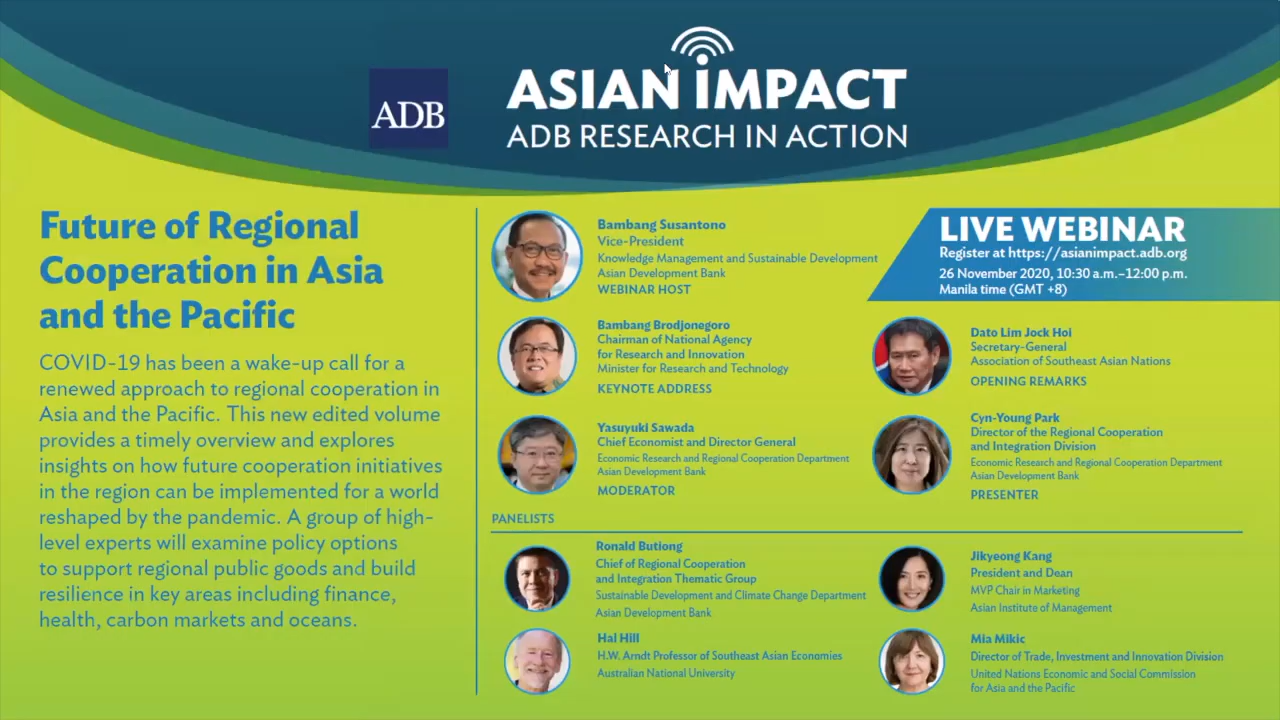 ADB
ASIAN IMPACT
ADB RESEARCH IN ACTION
Future of Regional
Cooperation in Asia
and the Pacific
COVID-19 has been a wake-up call for a
renewed approach to regional cooperation in
Asia and the Pacific. This new edited volume
provides a timely overview and explores
insights on how future cooperation initiatives
in the region can be implemented for a world
reshaped by the pandemic. A group of high-
level experts will examine policy options
to support regional public goods and build
resilience in key areas including finance,
health, carbon markets and oceans.
Bambang Susantono
Vice-President
Knowledge Management and Sustainable Development
Asian Development Bank
WEBINAR HOST
LIVE WEBINAR
Register at https://asianimpact.adb.org
26 November 2020, 10:30 a.m.–12:00 p.m.
Manila time (GMT +8)
Bambang Brodjonegoro
Chairman of National Agency
for Research and Innovation
Minister for Research and Technology
KEYNOTE ADDRESS
Dato Lim Jock Hoi
Secretary-General
Association of Southeast Asian Nations
OPENING REMARKS
Yasuyuki Sawada
Chief Economist and Director General
Economic Research and Regional Cooperation Department
Asian Development Bank
MODERATOR
Cyn-Young Park
Director of the Regional Cooperation
and Integration Division
Economic Research and Regional Cooperation Department
Asian Development Bank
PRESENTER
PANELISTS
Ronald Butiong
Chief of Regional Cooperation
and Integration Thematic Group
Sustainable Development and Climate Change Department
Asian Development Bank
Jikyeong Kang
President and Dean
MVP Chair in Marketing
Asian Institute of Management
Hal Hill
H.W. Arndt Professor of Southeast Asian Economies
Australian National University
Mia Mikic
Director of Trade, Investment and Innovation Division
United Nations Economic and Social Commission
for Asia and the Pacific